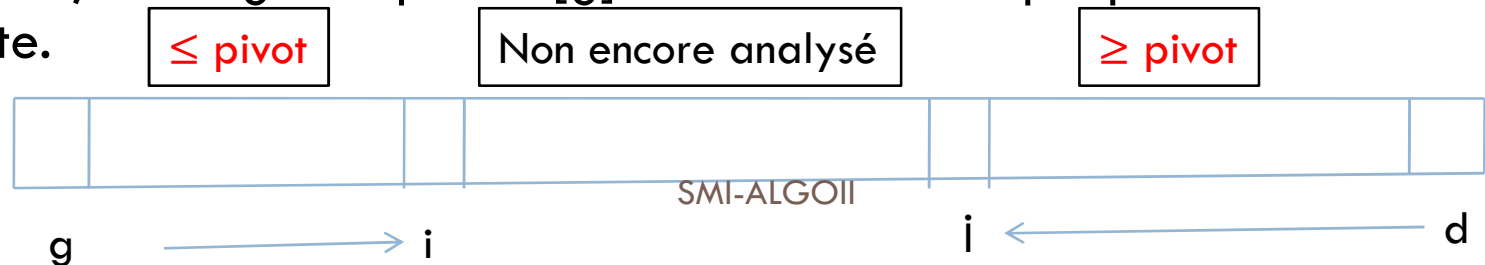 te.
≤ pivot Non encore analysé ≥ pivot
SMI-ALGOII
g i j d